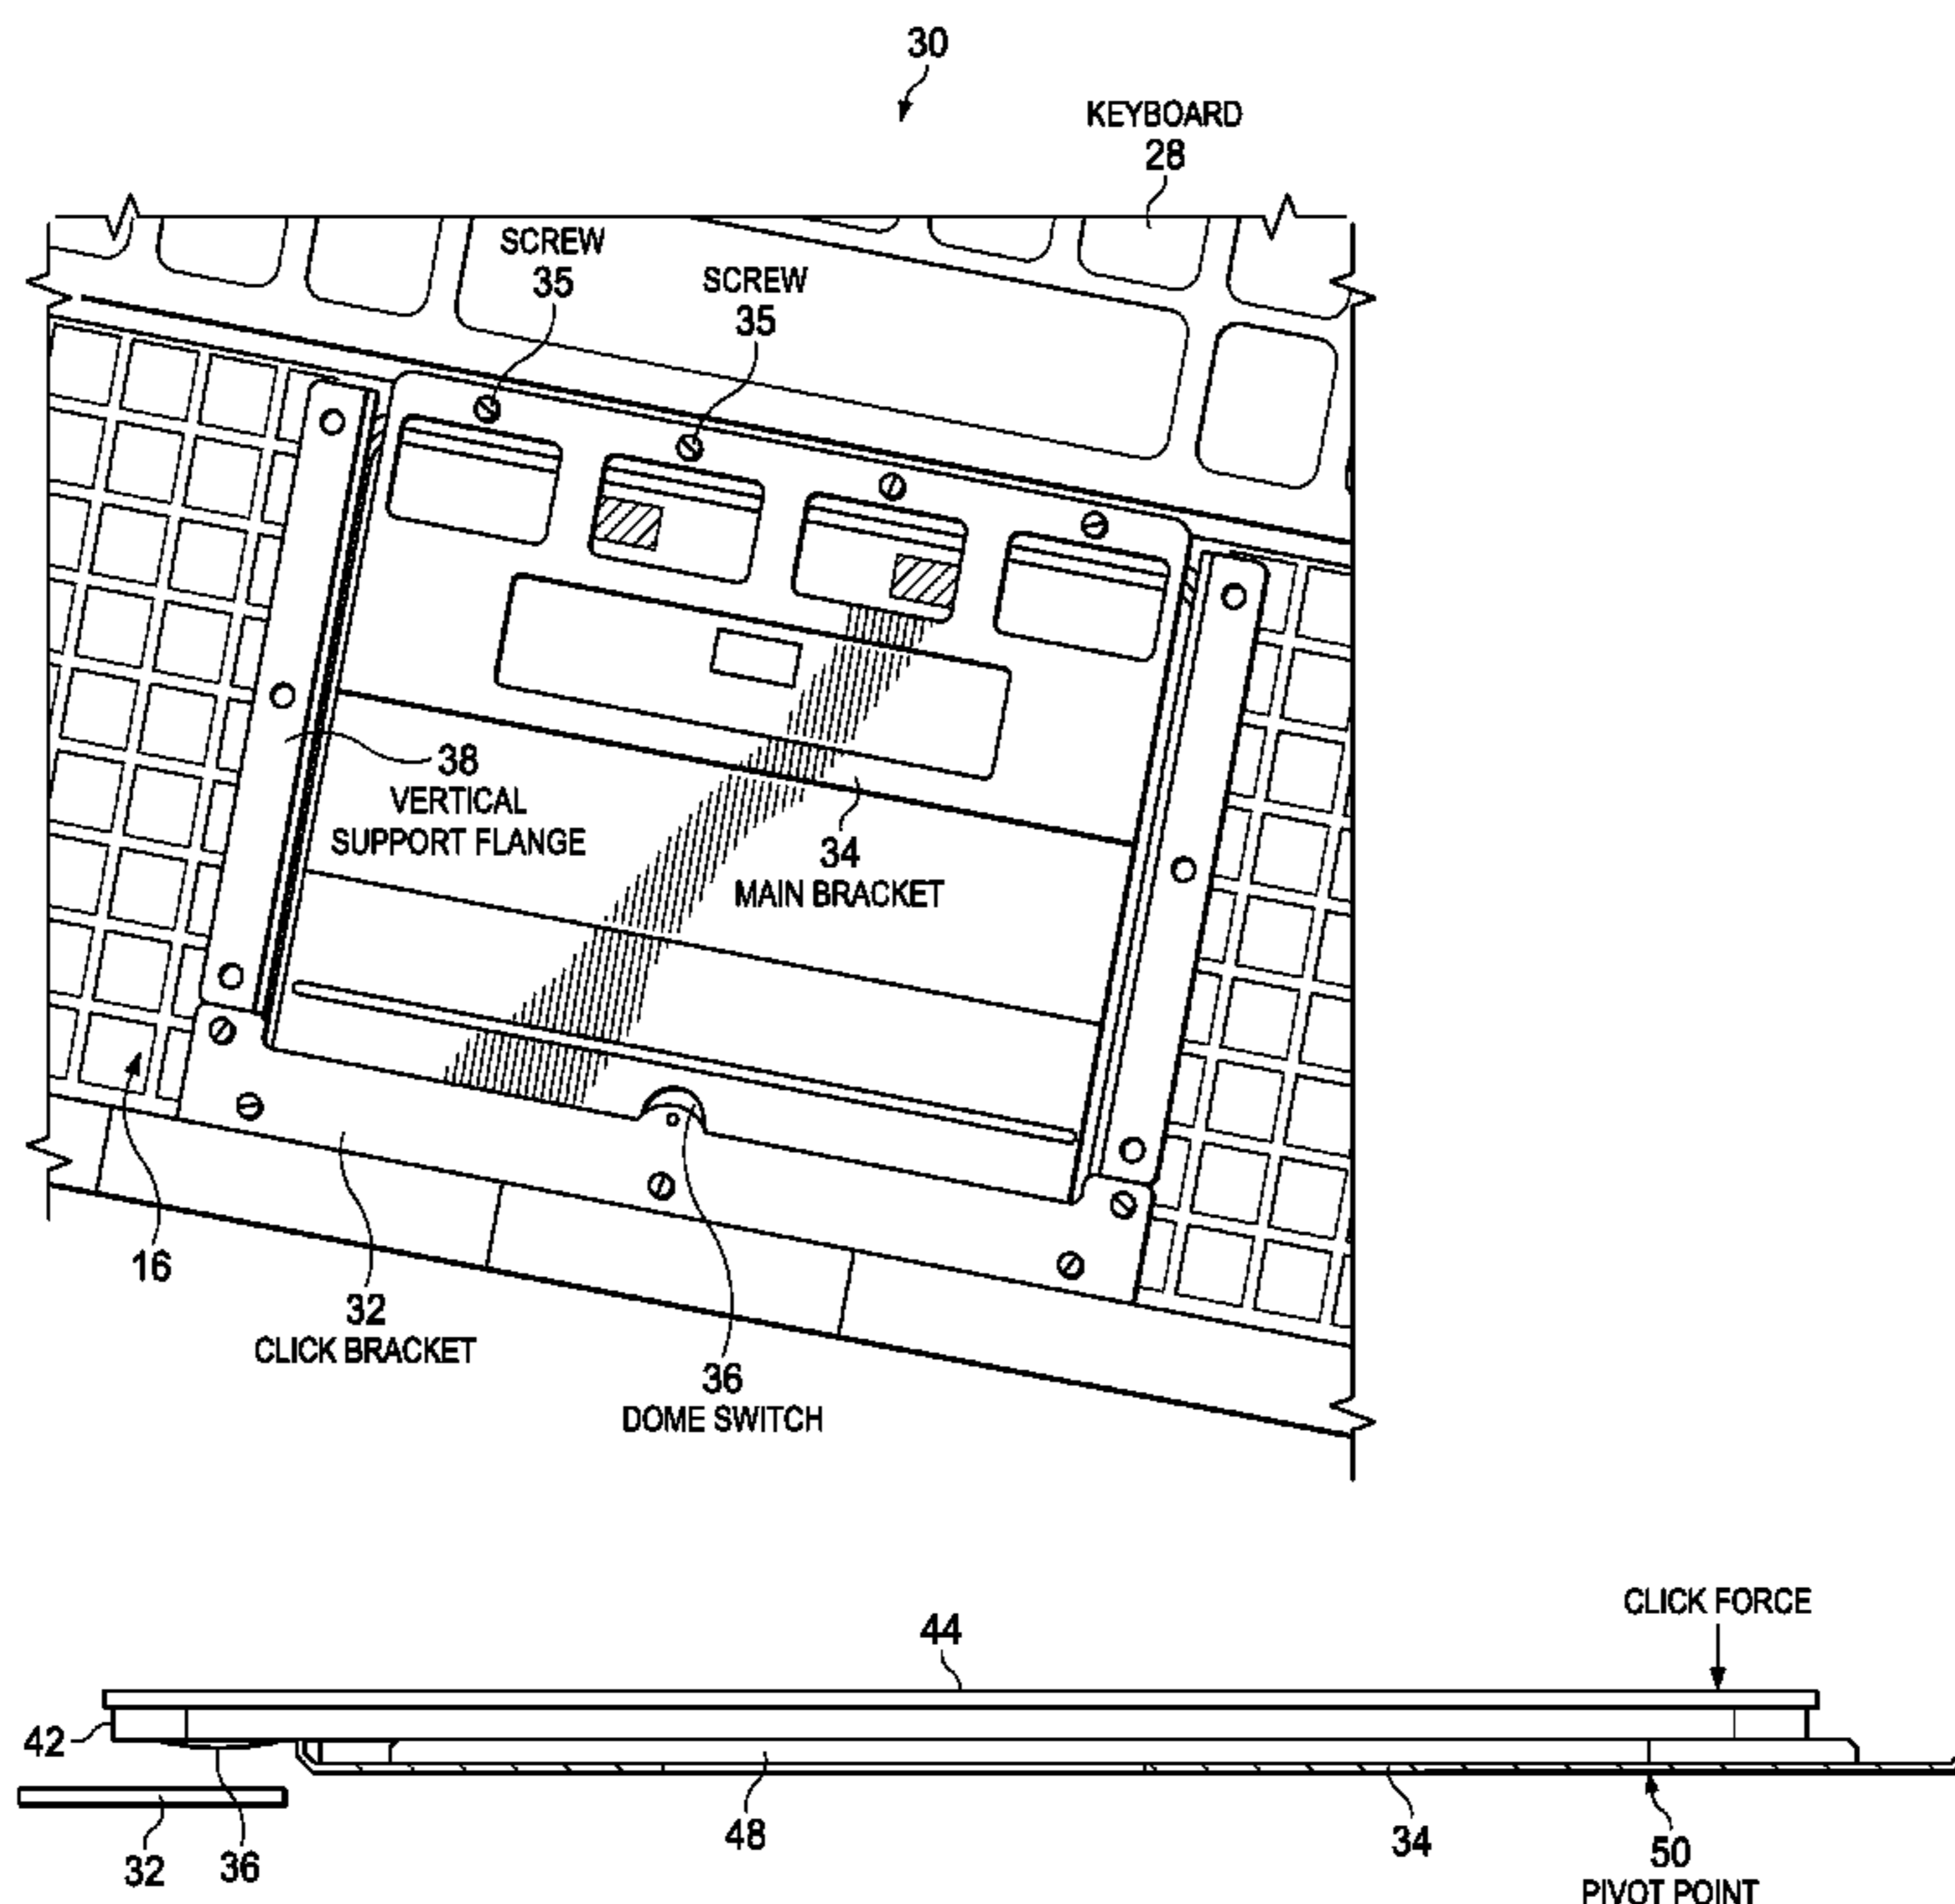 30
KEYBOARD
28
SCREW
35
SCREW
35
38
VERTICAL
SUPPORT FLANGE
34
MAIN BRACKET
16
32
CLICK BRACKET
36
DOME SWITCH
CLICK FORCE
44
42
32
36
48
34
50
PIVOT POINT